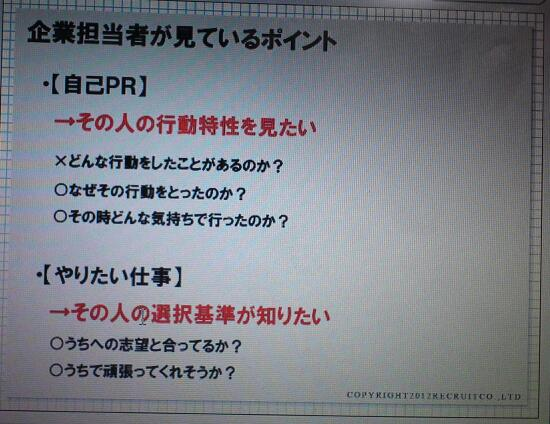 企業担当者が見ているポイント
・【自己PR】
→その人の行動特性を見たい
×どんな行動をしたことがあるのか?
○なぜその行動をとったのか?
○その時どんな気持ちで行ったのか?
・【やりたい仕事】
→その人の選択基準が知りたい
○うちへの志望と合ってるか?
○うちで頑張ってくれそうか?
COPYRIGHT2012RECRUITCO.,LTD